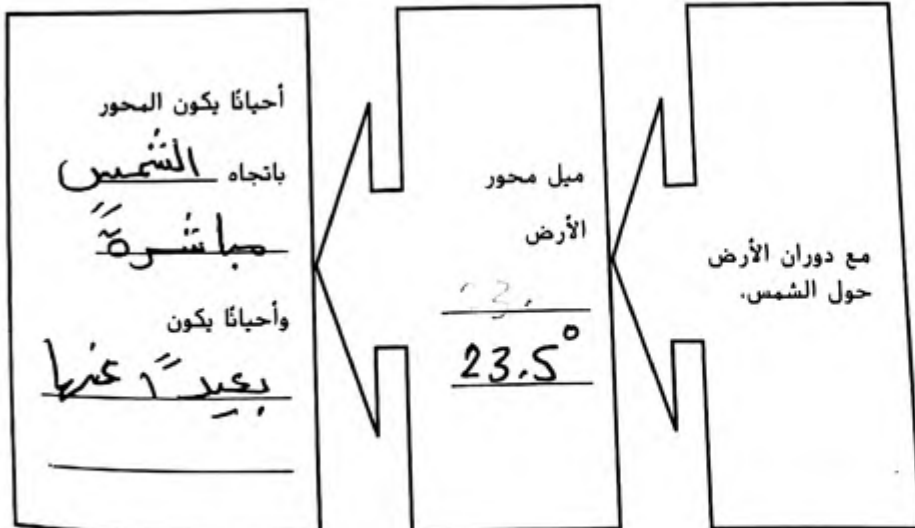 مع دوران الأرض
حول الشمس،
ميل محور
الأرض
23.5°
أحيانًا يكون المحور
باتجاه الشمس
مباشرةً
وأحيانًا يكون
بعيدًا عنها